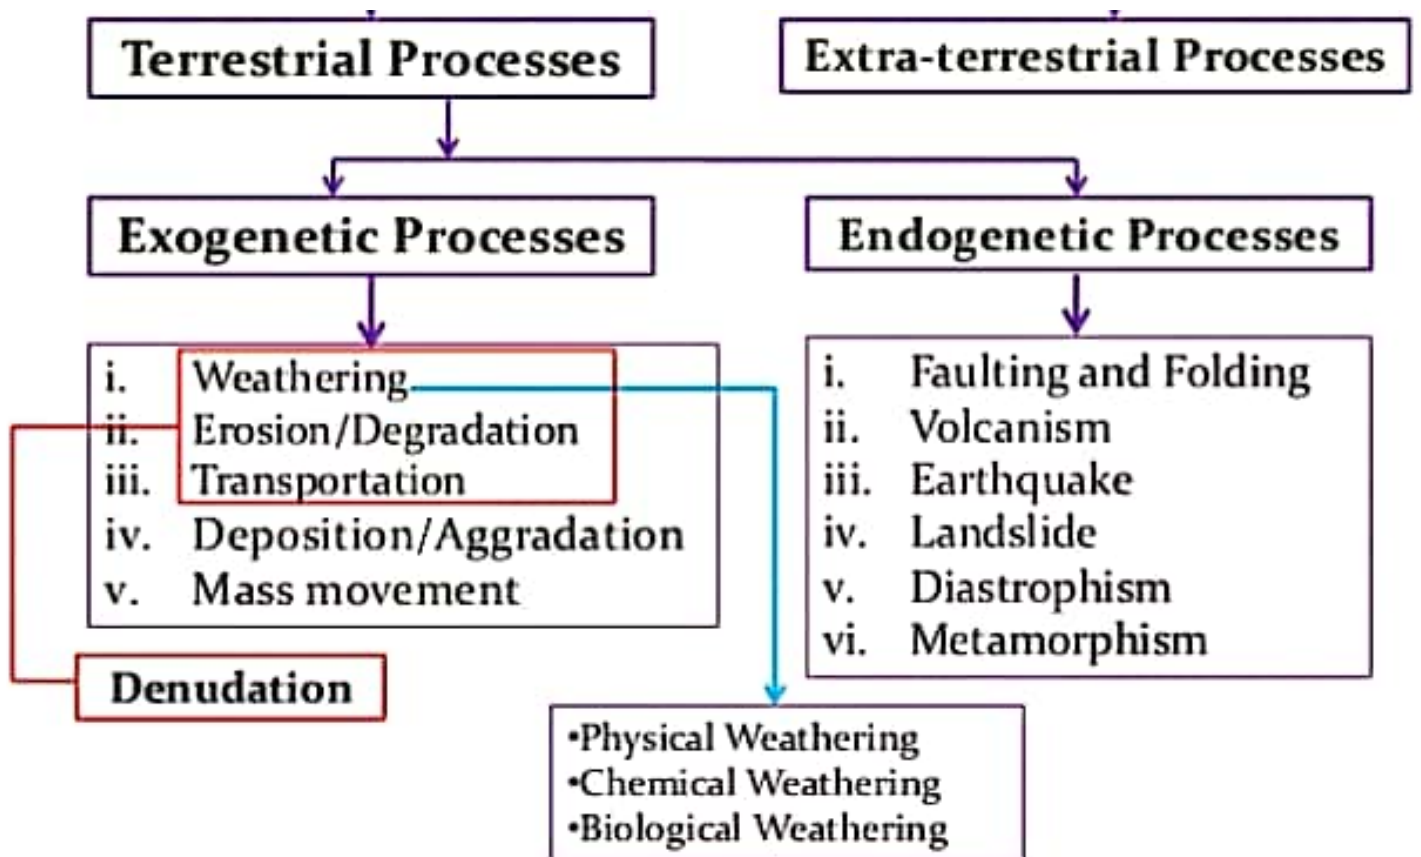 Terrestrial Processes
Extra-terrestrial Processes
Exogenetic Processes
Endogenetic Processes
i. Weathering
ii. Erosion/Degradation
iii. Transportation
iv. Deposition/Aggradation
v. Mass movement
i. Faulting and Folding
ii. Volcanism
iii. Earthquake
iv. Landslide
v. Diastrophism
vi. Metamorphism
Denudation
•Physical Weathering
•Chemical Weathering
•Biological Weathering